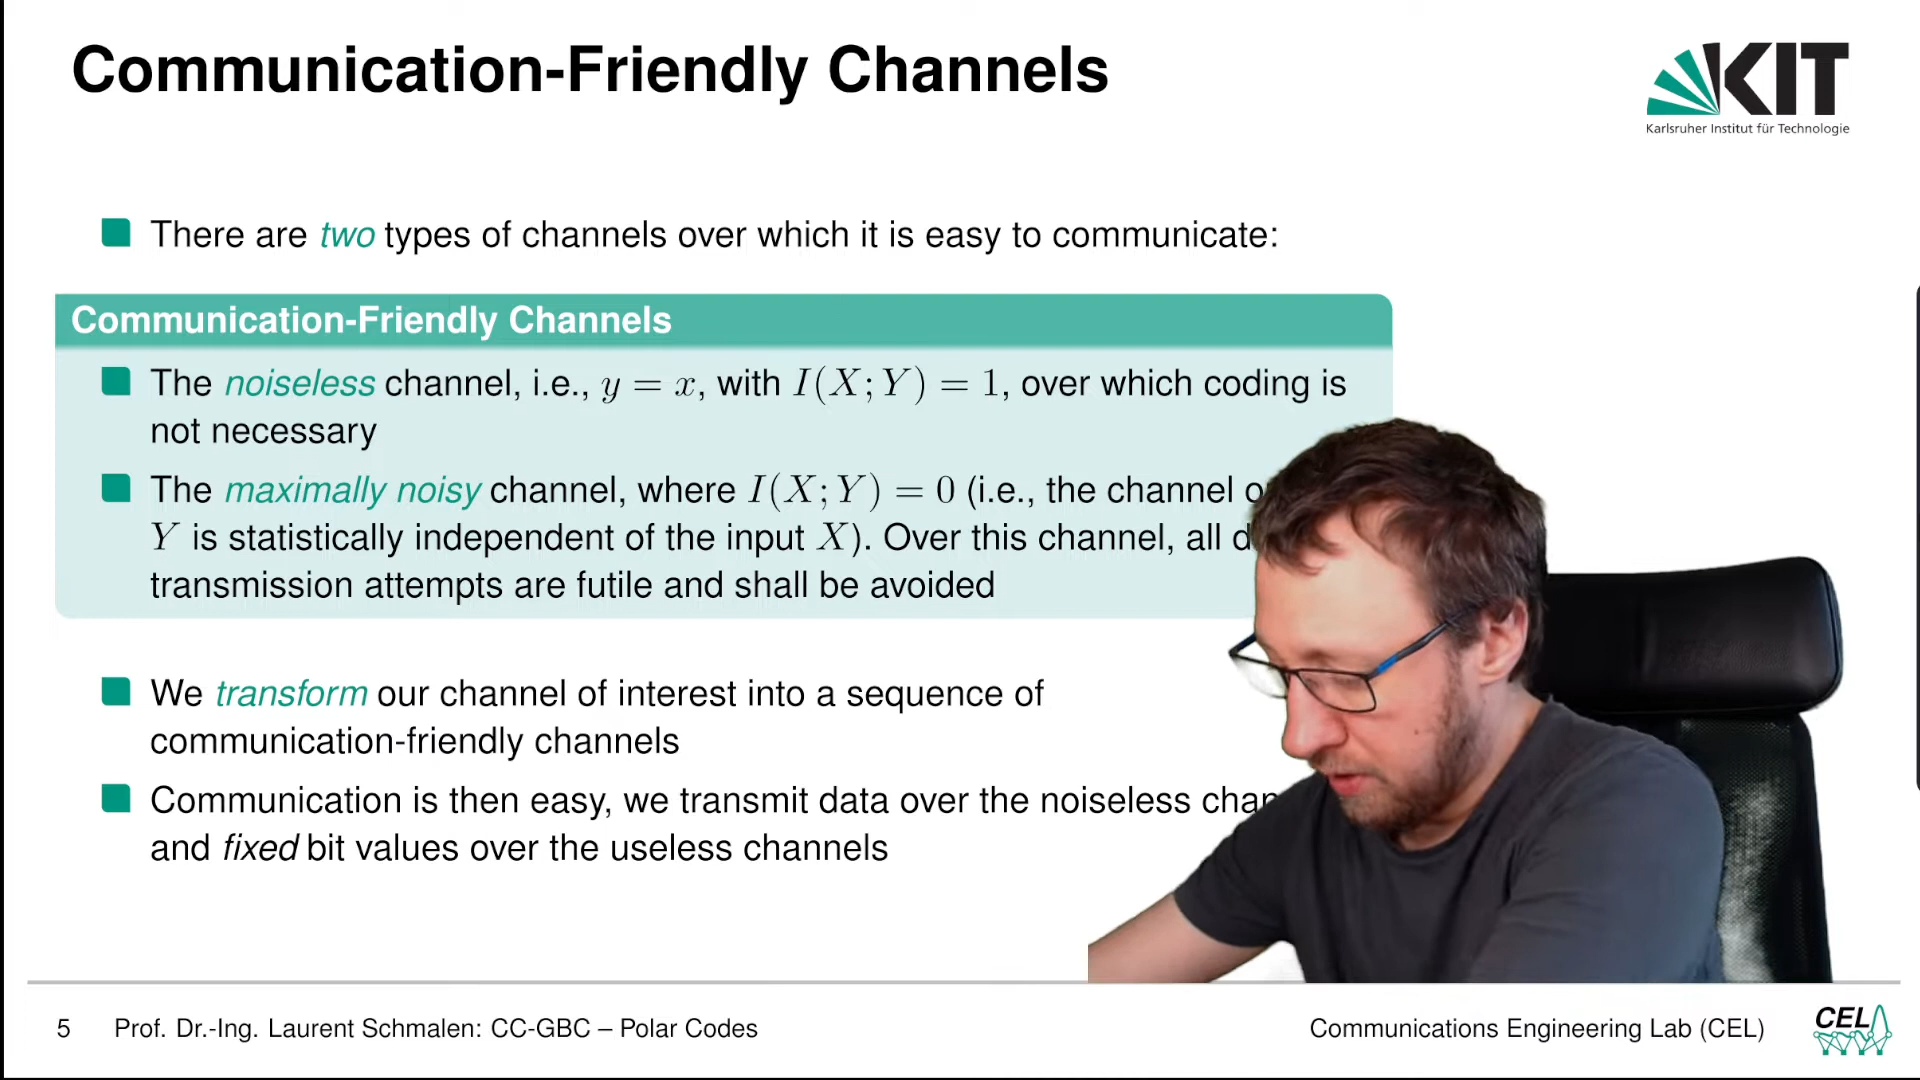 Communication-Friendly Channels
KIT
Karlsruher Institut für Technologie
There are two types of channels over which it is easy to communicate:
Communication-Friendly Channels
The noiseless channel, i.e., y = x, with I(X; Y) = 1, over which coding is
not necessary
The maximally noisy channel, where I(X; Y) = 0 (i.e., the channel
Y is statistically independent of the input X). Over this channel, all
transmission attempts are futile and shall be avoided
We transform our channel of interest into a sequence of
communication-friendly channels
Communication is then easy, we transmit data over the noiseless
and fixed bit values over the useless channels
5 Prof. Dr.-Ing. Laurent Schmalen: CC-GBC – Polar Codes
Communications Engineering Lab (CEL)
CEL